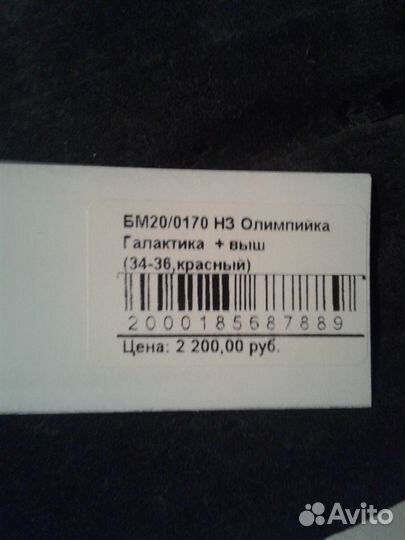 БМ20/0170 НЗ Олимпийка
Галактика + выш
(34-36,красный)
2000185687889
Цена: 2 200,00 руб.
Avito